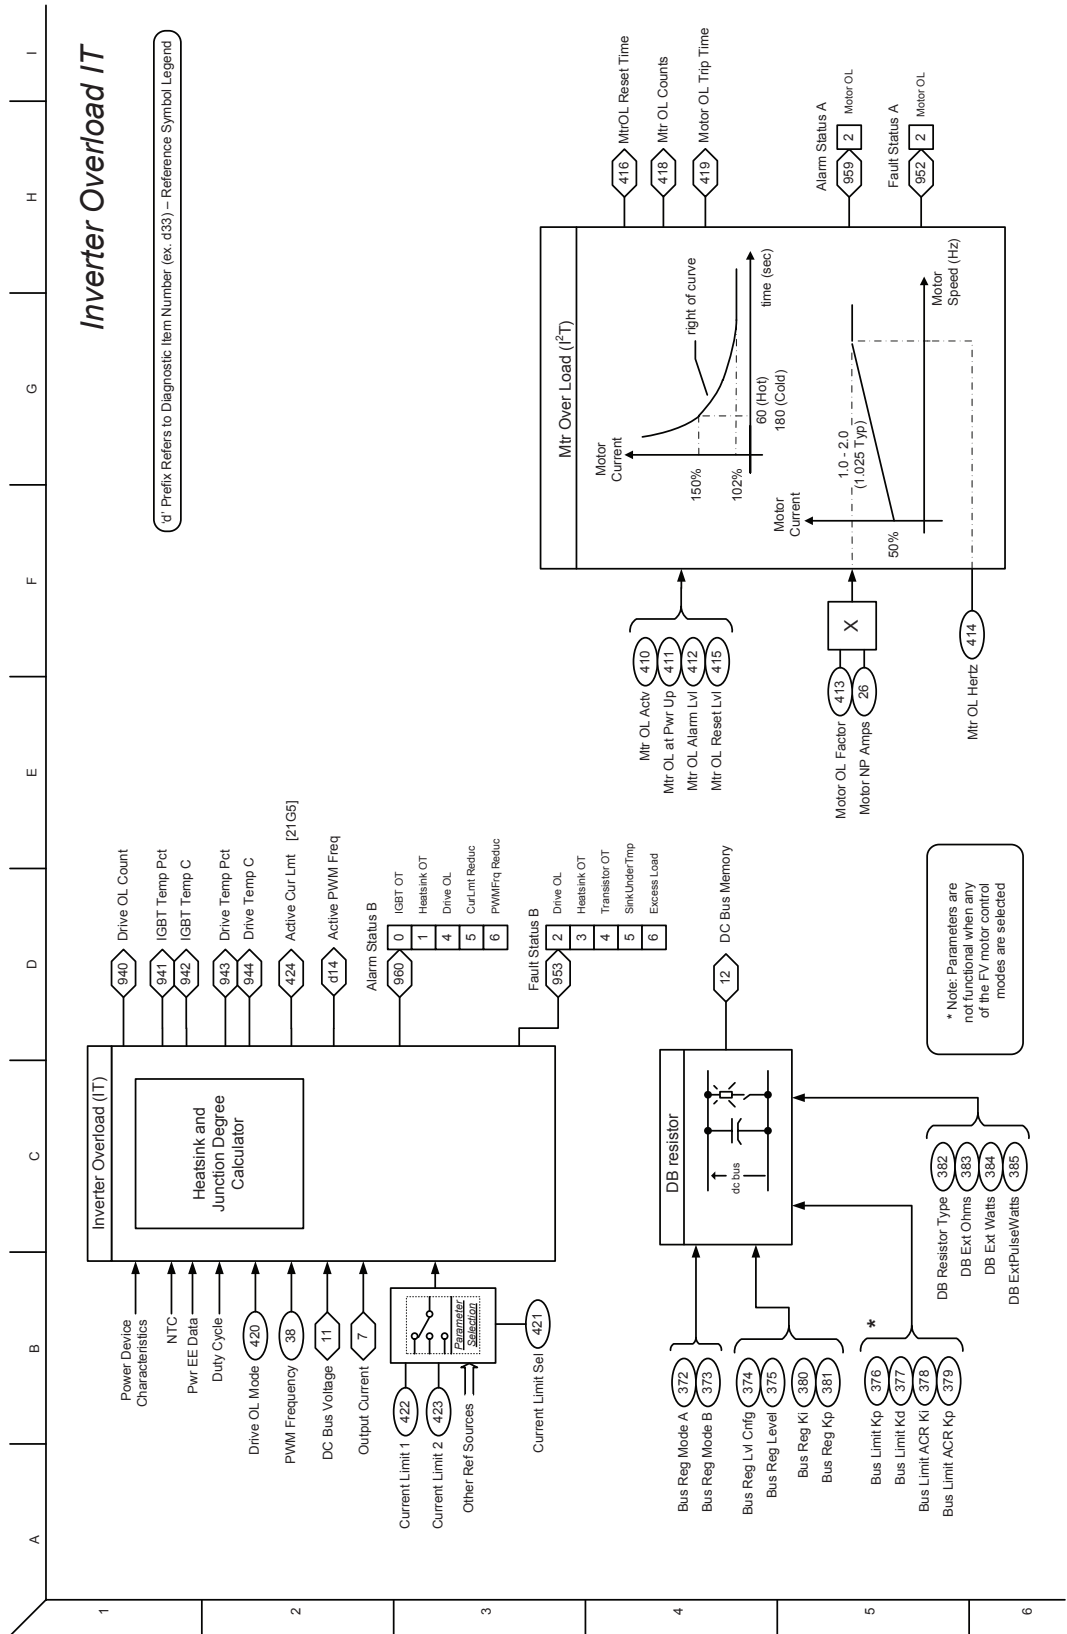 Inverter Overload IT
'd' Prefix Refers to Diagnostic Item Number (ex. d33) – Reference Symbol Legend
A
B
C
D
E
F
G
H
I
1
2
3
4
5
6
Inverter Overload (IT)
Heatsink and
Junction Degree
Calculator
Power Device
Characteristics
NTC
Pwr EE Data
Duty Cycle
Drive OL Mode 420
PWM Frequency 38
DC Bus Voltage 11
Output Current 7
Current Limit 1 422
Current Limit 2 423
Other Ref Sources
Parameter
Selection
Current Limit Sel 421
940 Drive OL Count
941 IGBT Temp Pct
942 IGBT Temp C
943 Drive Temp Pct
944 Drive Temp C
424 Active Cur Lmt [21G5]
d14 Active PWM Freq
Alarm Status B
960 0 IGBT OT
1 Heatsink OT
4 Drive OL
5 CurLmt Reduc
6 PWMFrq Reduc
Fault Status B
953 2 Drive OL
3 Heatsink OT
4 Transistor OT
5 SinkUnderTmp
6 Excess Load
DB resistor
dc bus
12 DC Bus Memory
Bus Reg Mode A 372
Bus Reg Mode B 373
Bus Reg Lvl Cnfg 374
Bus Reg Level 375
Bus Reg Ki 380
Bus Reg Kp 381
*
Bus Limit Kp 376
Bus Limit Kd 377
Bus Limit ACR Ki 378
Bus Limit ACR Kp 379
DB Resistor Type 382
DB Ext Ohms 383
DB Ext Watts 384
DB ExtPulseWatts 385
* Note: Parameters are
not functional when any
of the FV motor control
modes are selected
Mtr Over Load (I²T)
Motor
Current
150%
102%
60 (Hot)
180 (Cold)
right of curve
time (sec)
Motor
Current
1.0 - 2.0
(1.025 Typ)
50%
Motor
Speed (Hz)
Mtr OL Actv 410
Mtr OL at Pwr Up 411
Mtr OL Alarm Lvl 412
Mtr OL Reset Lvl 415
Motor OL Factor 413
Motor NP Amps 26
X
Mtr OL Hertz 414
416 MtrOL Reset Time
418 Mtr OL Counts
419 Motor OL Trip Time
Alarm Status A
959 2 Motor OL
Fault Status A
952 2 Motor OL